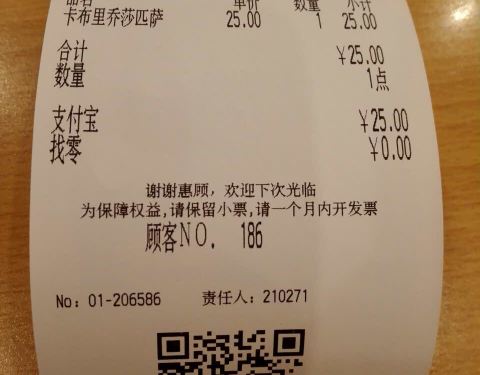 品名 单价 数量 小计
卡布里乔莎匹萨 25.00 1 25.00
合计 ¥25.00
数量 1点
支付宝 ¥25.00
找零 ¥0.00
谢谢惠顾，欢迎下次光临
为保障权益,请保留小票,请一个月内开发票
顾客NO. 186
No: 01-206586 责任人: 210271